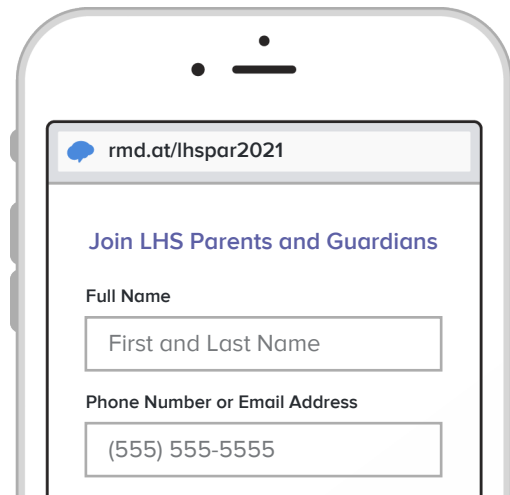 rmd.at/lhspar2021
Join LHS Parents and Guardians
Full Name
First and Last Name
Phone Number or Email Address
(555) 555-5555